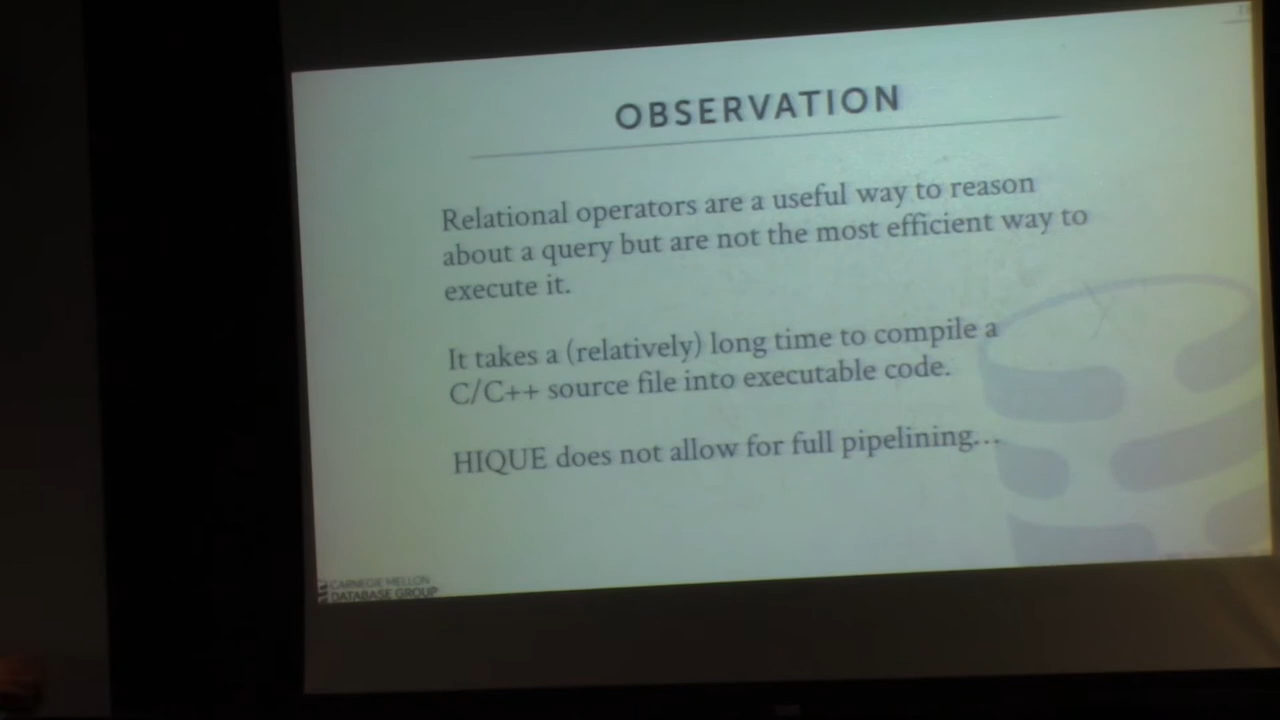 OBSERVATION
Relational operators are a useful way to reason
about a query but are not the most efficient way to
execute it.
It takes a (relatively) long time to compile a
C/C++ source file into executable code.
HIQUE does not allow for full pipelining...
CARNEGIE MELLON
DATABASE GROUP